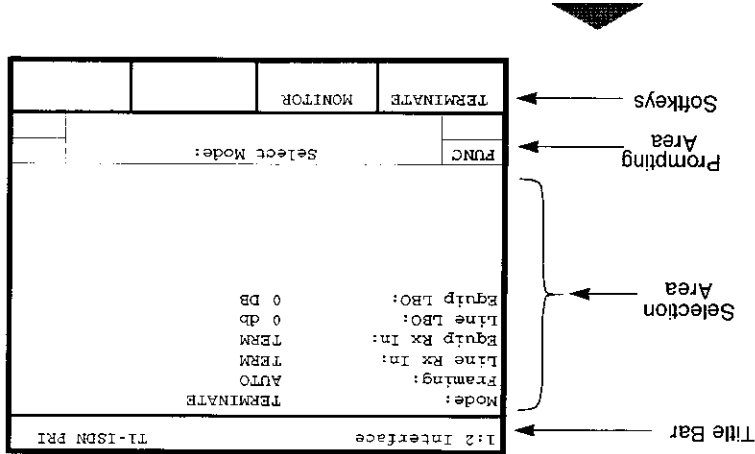 Title Bar
1:2 Interface T1-ISDN PRI
Selection
Area
Mode: TERMINATE
Framing: AUTO
Line Rx In: TERM
Equip Rx In: TERM
Line LBO: 0 db
Equip LBO: 0 DB
Prompting
Area
FUNC Select Mode:
Softkeys
TERMINATE MONITOR